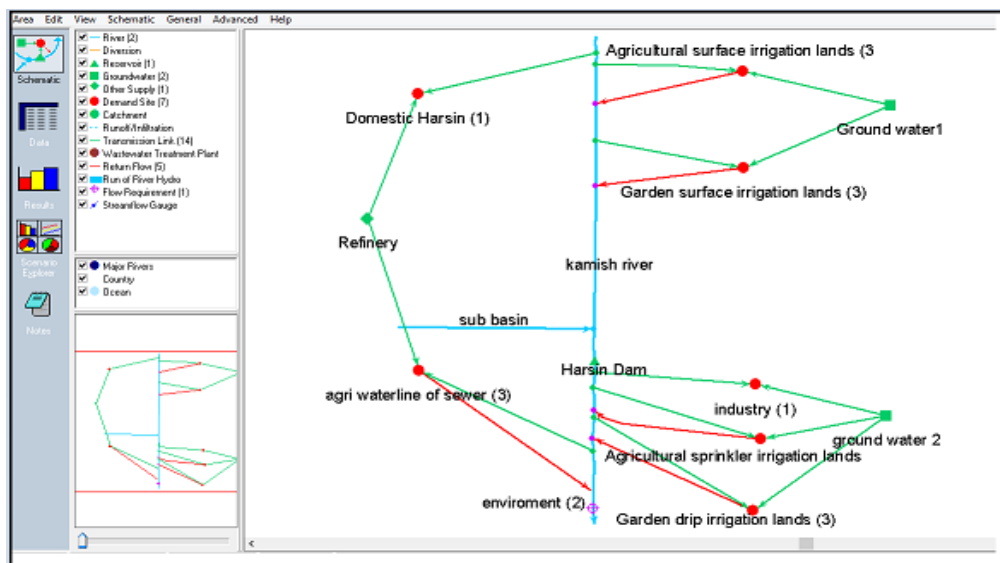 Area Edit View Schematic General Advanced Help
Schematic
Data
Results
Scenario
Explorer
Notes
River (2)
Diversion
Reservoir (1)
Groundwater (2)
Other Supply (1)
Demand Site (7)
Catchment
Runoff/Infiltration
Transmission Link (14)
Wastewater Treatment Plant
Return Flow (5)
Run of River Hydro
Flow Requirement (1)
Streamflow Gauge
Major Rivers
Country
Ocean
Agricultural surface irrigation lands (3
Domestic Harsin (1)
Ground water1
Garden surface irrigation lands (3)
Refinery
kamish river
sub basin
Harsin Dam
agri waterline of sewer (3)
industry (1)
ground water 2
Agricultural sprinkler irrigation lands
enviroment (2)
Garden drip irrigation lands (3)